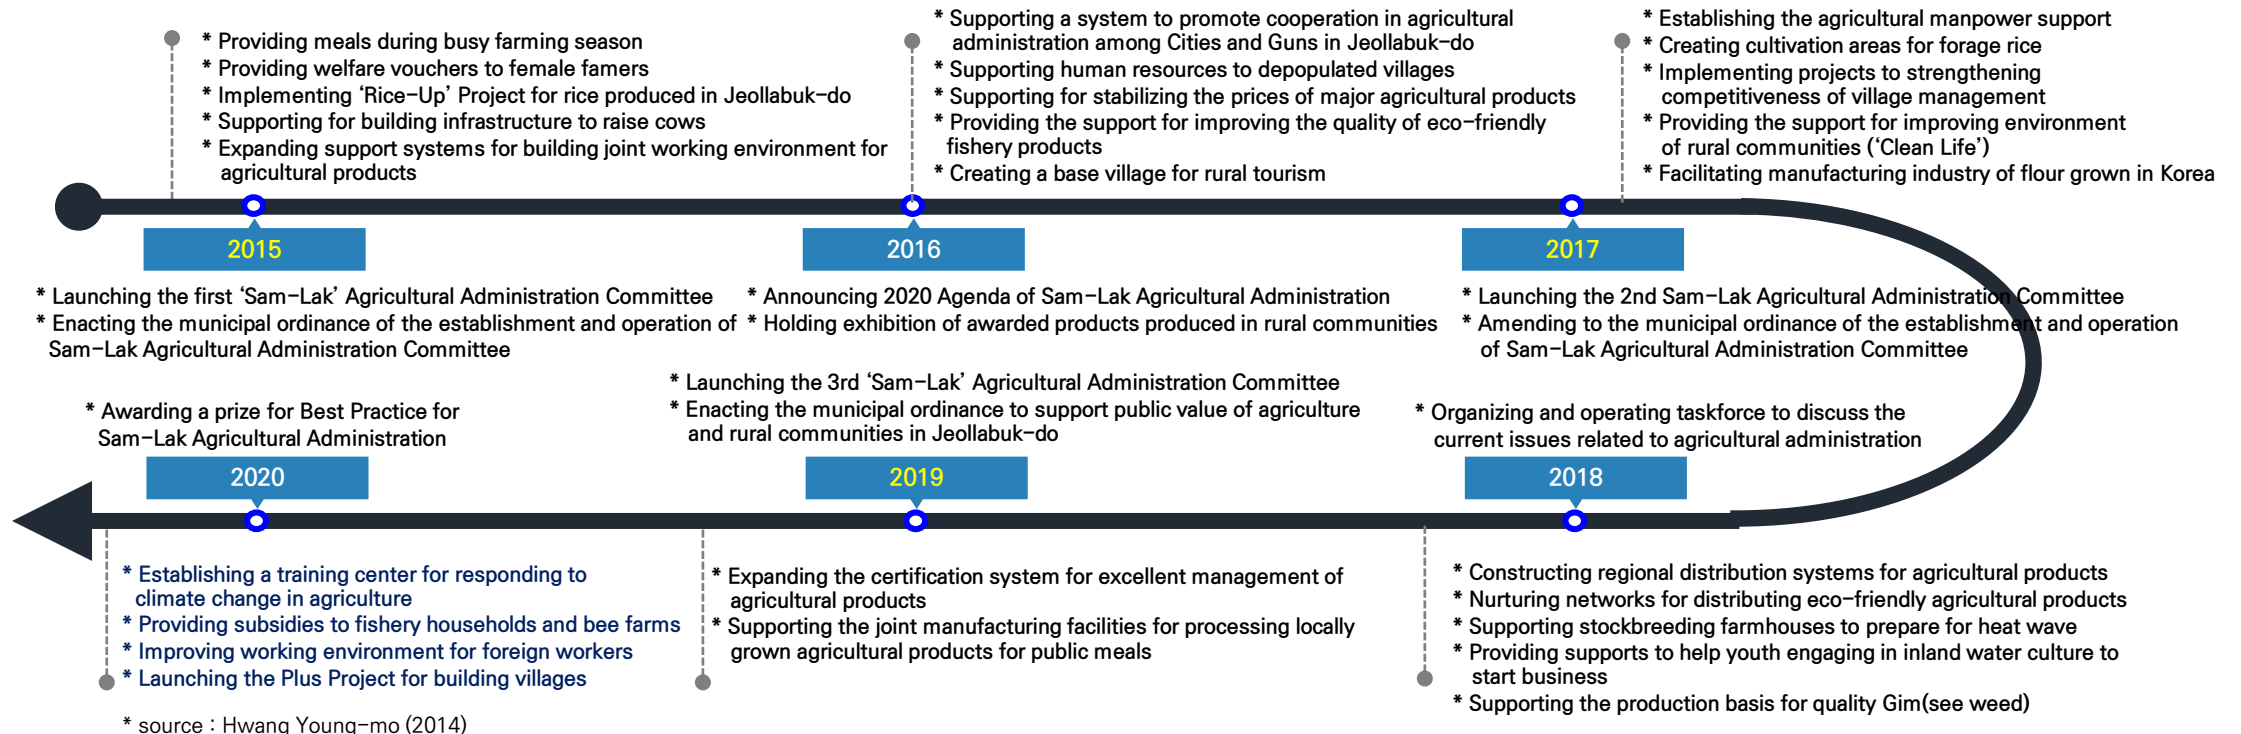 * Providing meals during busy farming season
* Providing welfare vouchers to female famers
* Implementing ‘Rice-Up’ Project for rice produced in Jeollabuk-do
* Supporting for building infrastructure to raise cows
* Expanding support systems for building joint working environment for
agricultural products
* Supporting a system to promote cooperation in agricultural
administration among Cities and Guns in Jeollabuk-do
* Supporting human resources to depopulated villages
* Supporting for stabilizing the prices of major agricultural products
* Providing the support for improving the quality of eco-friendly
fishery products
* Creating a base village for rural tourism
* Establishing the agricultural manpower support
* Creating cultivation areas for forage rice
* Implementing projects to strengthening
competitiveness of village management
* Providing the support for improving environment
of rural communities (‘Clean Life’)
* Facilitating manufacturing industry of flour grown in Korea
2015
2016
2017
* Launching the first ‘Sam-Lak’ Agricultural Administration Committee
* Enacting the municipal ordinance of the establishment and operation of
Sam-Lak Agricultural Administration Committee
* Announcing 2020 Agenda of Sam-Lak Agricultural Administration
* Holding exhibition of awarded products produced in rural communities
* Launching the 2nd Sam-Lak Agricultural Administration Committee
* Amending to the municipal ordinance of the establishment and operation
of Sam-Lak Agricultural Administration Committee
* Awarding a prize for Best Practice for
Sam-Lak Agricultural Administration
* Launching the 3rd ‘Sam-Lak’ Agricultural Administration Committee
* Enacting the municipal ordinance to support public value of agriculture
and rural communities in Jeollabuk-do
* Organizing and operating taskforce to discuss the
current issues related to agricultural administration
2020
2019
2018
* Establishing a training center for responding to
climate change in agriculture
* Providing subsidies to fishery households and bee farms
* Improving working environment for foreign workers
* Launching the Plus Project for building villages
* Expanding the certification system for excellent management of
agricultural products
* Supporting the joint manufacturing facilities for processing locally
grown agricultural products for public meals
* Constructing regional distribution systems for agricultural products
* Nurturing networks for distributing eco-friendly agricultural products
* Supporting stockbreeding farmhouses to prepare for heat wave
* Providing supports to help youth engaging in inland water culture to
start business
* Supporting the production basis for quality Gim(see weed)
* source : Hwang Young-mo (2014)